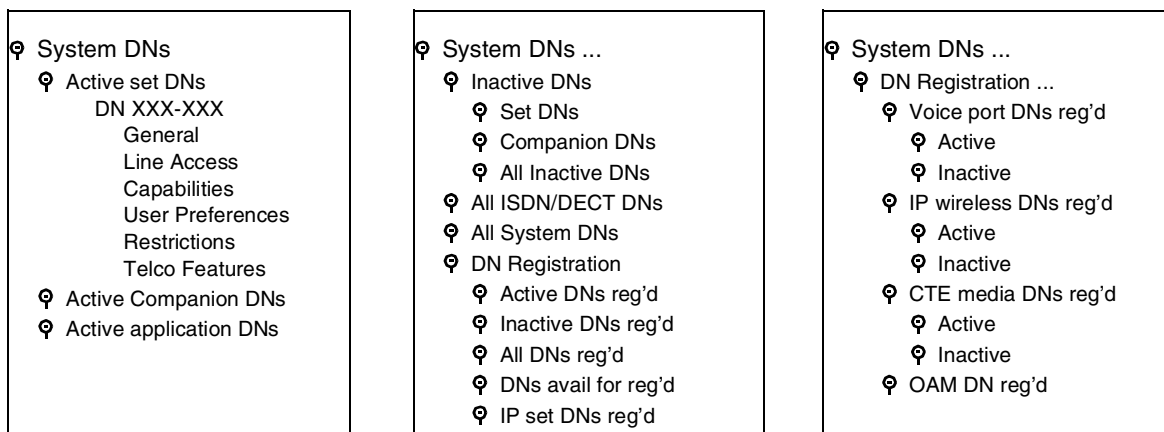 System DNs
Active set DNs
DN XXX-XXX
General
Line Access
Capabilities
User Preferences
Restrictions
Telco Features
Active Companion DNs
Active application DNs
System DNs ...
Inactive DNs
Set DNs
Companion DNs
All Inactive DNs
All ISDN/DECT DNs
All System DNs
DN Registration
Active DNs reg’d
Inactive DNs reg’d
All DNs reg’d
DNs avail for reg’d
IP set DNs reg’d
System DNs ...
DN Registration ...
Voice port DNs reg’d
Active
Inactive
IP wireless DNs reg’d
Active
Inactive
CTE media DNs reg’d
Active
Inactive
OAM DN reg’d